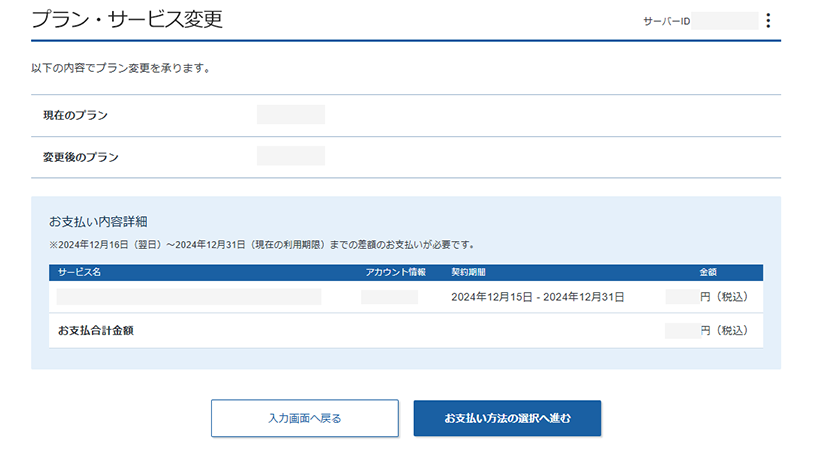 プラン・サービス変更
サーバーID
以下の内容でプラン変更を承ります。
現在のプラン
変更後のプラン
お支払い内容詳細
※2024年12月16日（翌日）～2024年12月31日（現在の利用期限）までの差額のお支払いが必要です。
サービス名 アカウント情報 契約期間 金額
2024年12月15日 - 2024年12月31日 円（税込）
お支払合計金額 円（税込）
入力画面へ戻る お支払い方法の選択へ進む